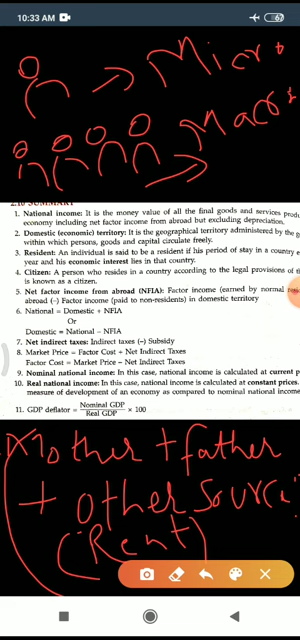 10:33 AM
67
Micro
Macro
2.10 SUMMARY
1. National income: It is the money value of all the final goods and services produ
economy including net factor income from abroad but excluding depreciation.
2. Domestic (economic) territory: It is the geographical territory administered by the g
within which persons, goods and capital circulate freely.
3. Resident: An individual is said to be a resident if his period of stay in a country e
year and his economic interest lies in that country.
4. Citizen: A person who resides in a country according to the legal provisions of t
is known as a citizen.
5. Net factor income from abroad (NFIA): Factor income (earned by normal
abroad (–) Factor income (paid to non-residents) in domestic territory
6. National = Domestic + NFIA
Or
Domestic = National – NFIA
7. Net indirect taxes: Indirect taxes (–) Subsidy
8. Market Price = Factor Cost + Net Indirect Taxes
Factor Cost = Market Price – Net Indirect Taxes
9. Nominal national income: In this case, national income is calculated at current p
10. Real national income: In this case, national income is calculated at constant prices.
measure of development of an economy as compared to nominal national income
11. GDP deflator = Nominal GDP / Real GDP × 100
Mother + father
+ Other Source
(Rent)